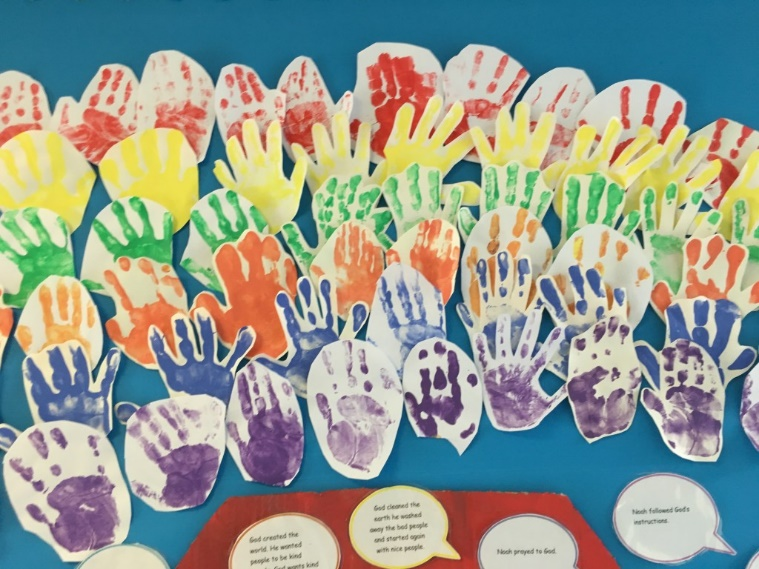 God created the
world. He wanted
people to be kind
God cleaned the
earth he washed
away the bad people
and started again
with nice people.
Noah prayed to God.
Noah followed God's
instructions.